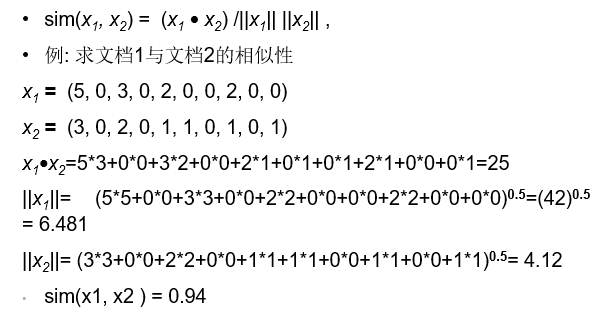 • sim(x1, x2) = (x1 • x2) /||x1|| ||x2|| ,
• 例: 求文档1与文档2的相似性
x1 = (5, 0, 3, 0, 2, 0, 0, 2, 0, 0)
x2 = (3, 0, 2, 0, 1, 1, 0, 1, 0, 1)
x1•x2=5*3+0*0+3*2+0*0+2*1+0*1+0*1+2*1+0*0+0*1=25
||x1||= (5*5+0*0+3*3+0*0+2*2+0*0+0*0+2*2+0*0+0*0)0.5=(42)0.5
= 6.481
||x2||= (3*3+0*0+2*2+0*0+1*1+1*1+0*0+1*1+0*0+1*1)0.5= 4.12
• sim(x1, x2 ) = 0.94